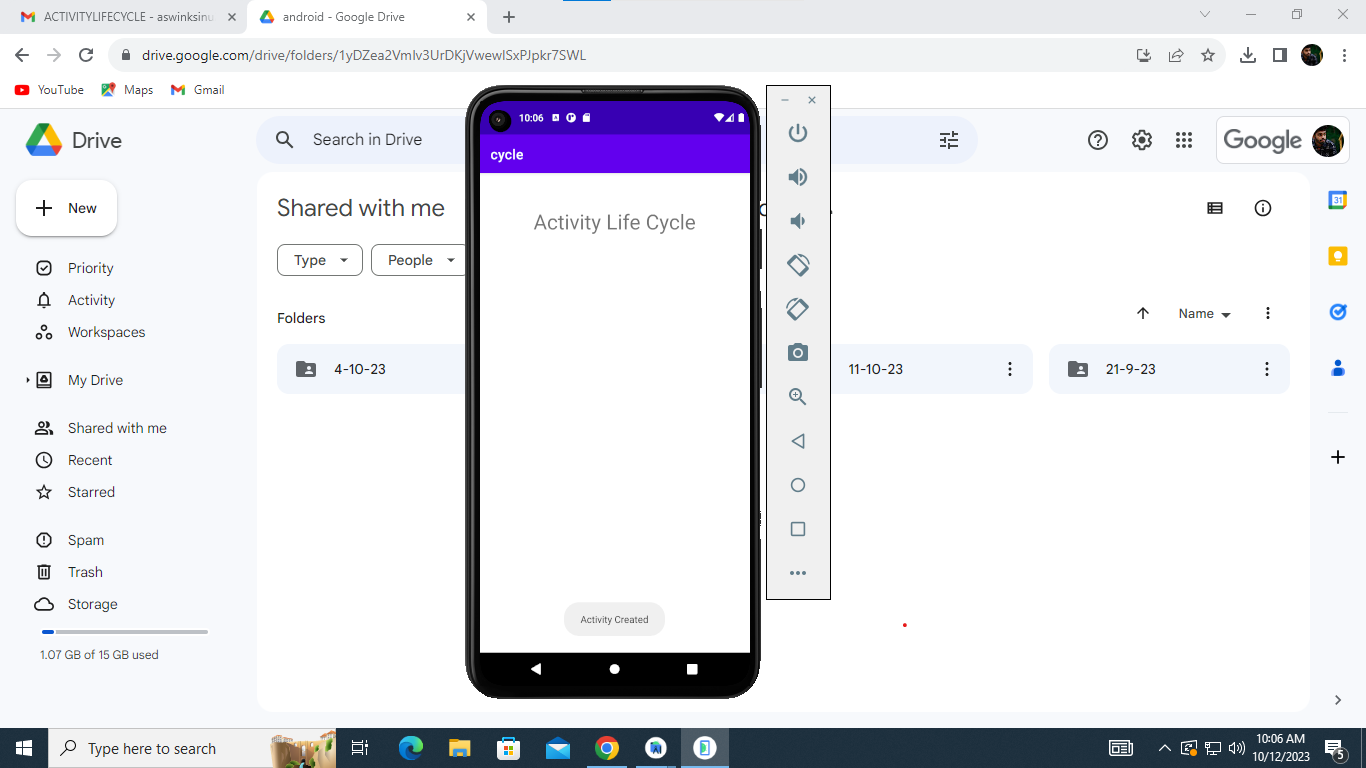 ACTIVITYLIFECYCLE - aswinksinu
android - Google Drive
drive.google.com/drive/folders/1yDZea2Vmlv3UrDKjVwewlSxPJJpkr7SWL
YouTube
Maps
Gmail
Drive
Search in Drive
Google
New
Priority
Activity
Workspaces
My Drive
Shared with me
Recent
Starred
Spam
Trash
Storage
1.07 GB of 15 GB used
Shared with me
Type
People
Folders
Name
4-10-23
11-10-23
21-9-23
10:06
cycle
Activity Life Cycle
Activity Created
31
Type here to search
10:06 AM
10/12/2023
5